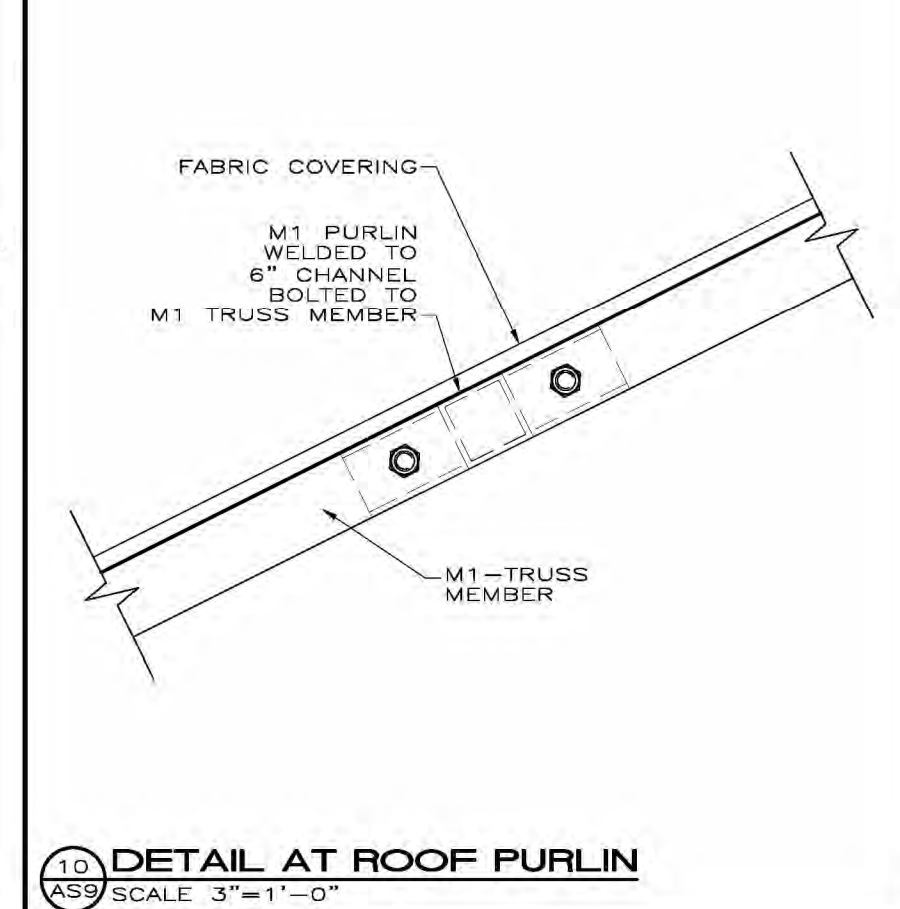 FABRIC COVERING
M1 PURLIN
WELDED TO
6" CHANNEL
BOLTED TO
M1 TRUSS MEMBER
M1-TRUSS
MEMBER
10
AS9
DETAIL AT ROOF PURLIN
SCALE 3"=1'-0"